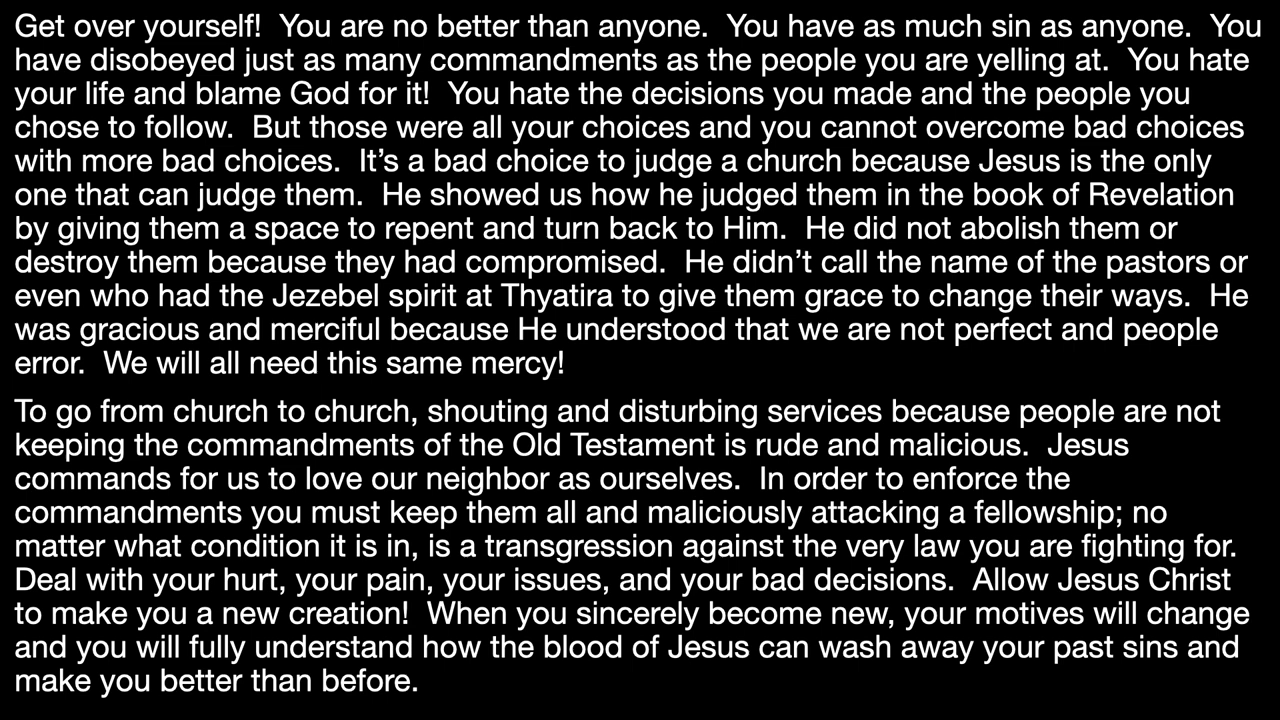 Get over yourself!  You are no better than anyone.  You have as much sin as anyone.  You
have disobeyed just as many commandments as the people you are yelling at.  You hate
your life and blame God for it!  You hate the decisions you made and the people you
chose to follow.  But those were all your choices and you cannot overcome bad choices
with more bad choices.  It’s a bad choice to judge a church because Jesus is the only
one that can judge them.  He showed us how he judged them in the book of Revelation
by giving them a space to repent and turn back to Him.  He did not abolish them or
destroy them because they had compromised.  He didn’t call the name of the pastors or
even who had the Jezebel spirit at Thyatira to give them grace to change their ways.  He
was gracious and merciful because He understood that we are not perfect and people
error.  We will all need this same mercy!
To go from church to church, shouting and disturbing services because people are not
keeping the commandments of the Old Testament is rude and malicious.  Jesus
commands for us to love our neighbor as ourselves.  In order to enforce the
commandments you must keep them all and maliciously attacking a fellowship; no
matter what condition it is in, is a transgression against the very law you are fighting for.
Deal with your hurt, your pain, your issues, and your bad decisions.  Allow Jesus Christ
to make you a new creation!  When you sincerely become new, your motives will change
and you will fully understand how the blood of Jesus can wash away your past sins and
make you better than before.